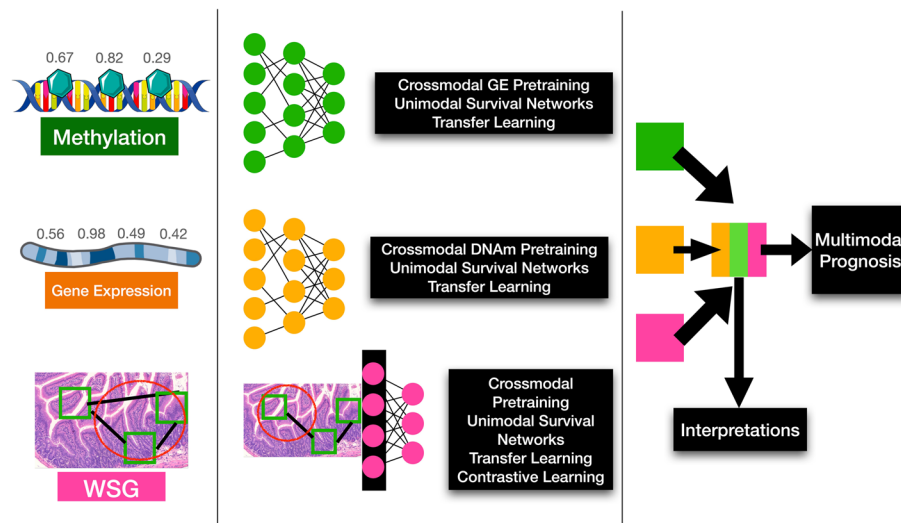 0.67 0.82 0.29
Methylation
0.56 0.98 0.49 0.42
Gene Expression
WSG
Crossmodal GE Pretraining
Unimodal Survival Networks
Transfer Learning
Crossmodal DNAm Pretraining
Unimodal Survival Networks
Transfer Learning
Crossmodal
Pretraining
Unimodal Survival
Networks
Transfer Learning
Contrastive Learning
Multimodal
Prognosis
Interpretations